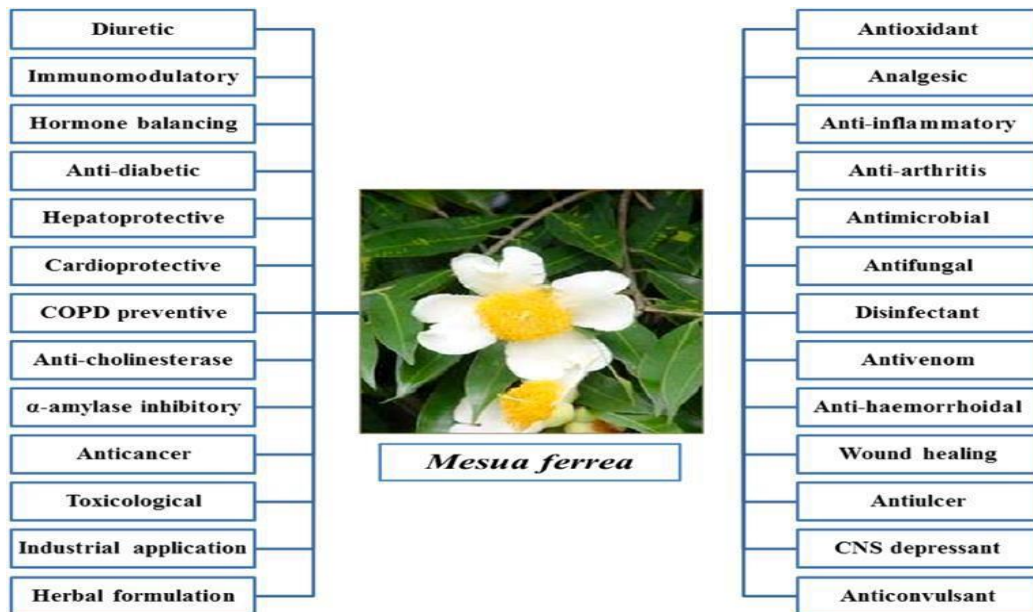 Diuretic
Immunomodulatory
Hormone balancing
Anti-diabetic
Hepatoprotective
Cardioprotective
COPD preventive
Anti-cholinesterase
α-amylase inhibitory
Anticancer
Toxicological
Industrial application
Herbal formulation
Mesua ferrea
Antioxidant
Analgesic
Anti-inflammatory
Anti-arthritis
Antimicrobial
Antifungal
Disinfectant
Antivenom
Anti-haemorrhoidal
Wound healing
Antiulcer
CNS depressant
Anticonvulsant